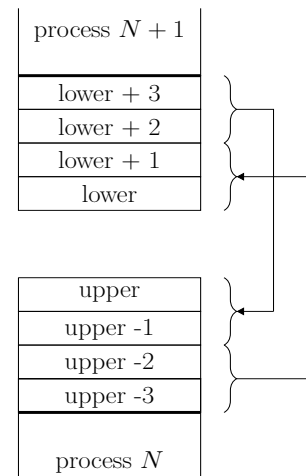 process N + 1
lower + 3
lower + 2
lower + 1
lower
upper
upper -1
upper -2
upper -3
process N